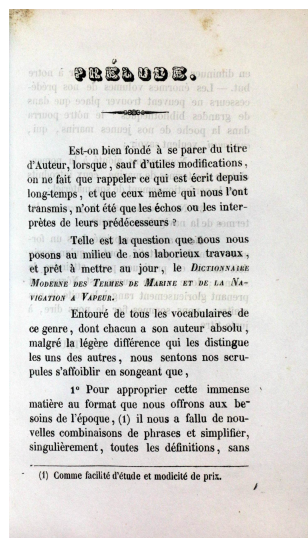 PRÉLUDE.
Est-on bien fondé à se parer du titre
d'Auteur, lorsque, sauf d'utiles modifications,
on ne fait que rappeler ce qui est écrit depuis
long-temps, et que ceux même qui nous l'ont
transmis, n'ont été que les échos ou les inter-
prètes de leurs prédécesseurs ?
Telle est la question que nous nous
posons au milieu de nos laborieux travaux,
et prêt à mettre au jour, le DICTIONNAIRE
MODERNE DES TERMES DE MARINE ET DE LA NA-
VIGATION A VAPEUR.
Entouré de tous les vocabulaires de
ce genre, dont chacun a son auteur absolu,
malgré la légère différence qui les distingue
les uns des autres, nous sentons nos scru-
pules s'affoiblir en songeant que,
1° Pour approprier cette immense
matière au format que nous offrons aux be-
soins de l'époque, (1) il nous a fallu de nou-
velles combinaisons de phrases et simplifier,
singulièrement, toutes les définitions, sans
(1) Comme facilité d'étude et modicité de prix.